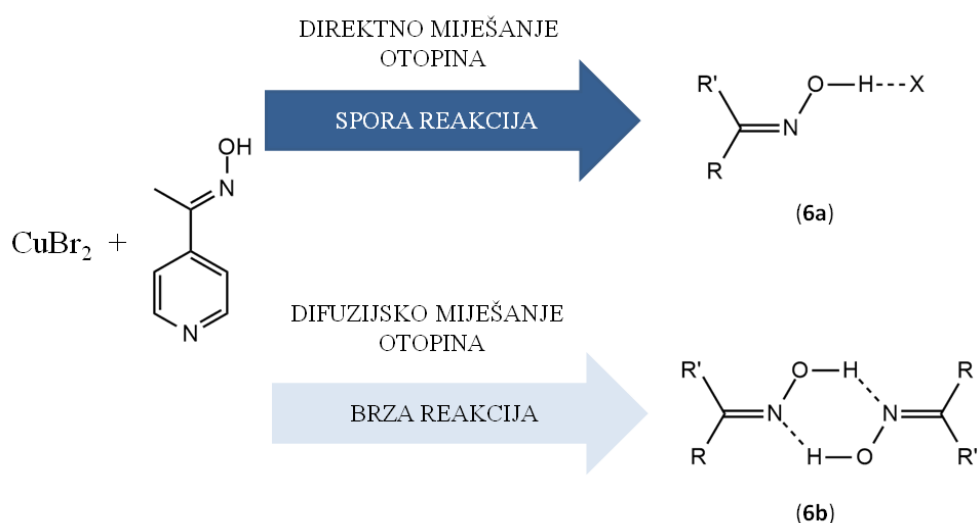 DIREKTNO MIJEŠANJE
OTOPINA
SPORA REAKCIJA
R'
R
N
O
H
X
(6a)
OH
N
N
CuBr2 +
DIFUZIJSKO MIJEŠANJE
OTOPINA
BRZA REAKCIJA
R'
R
N
O
H
H
O
N
R
R'
(6b)